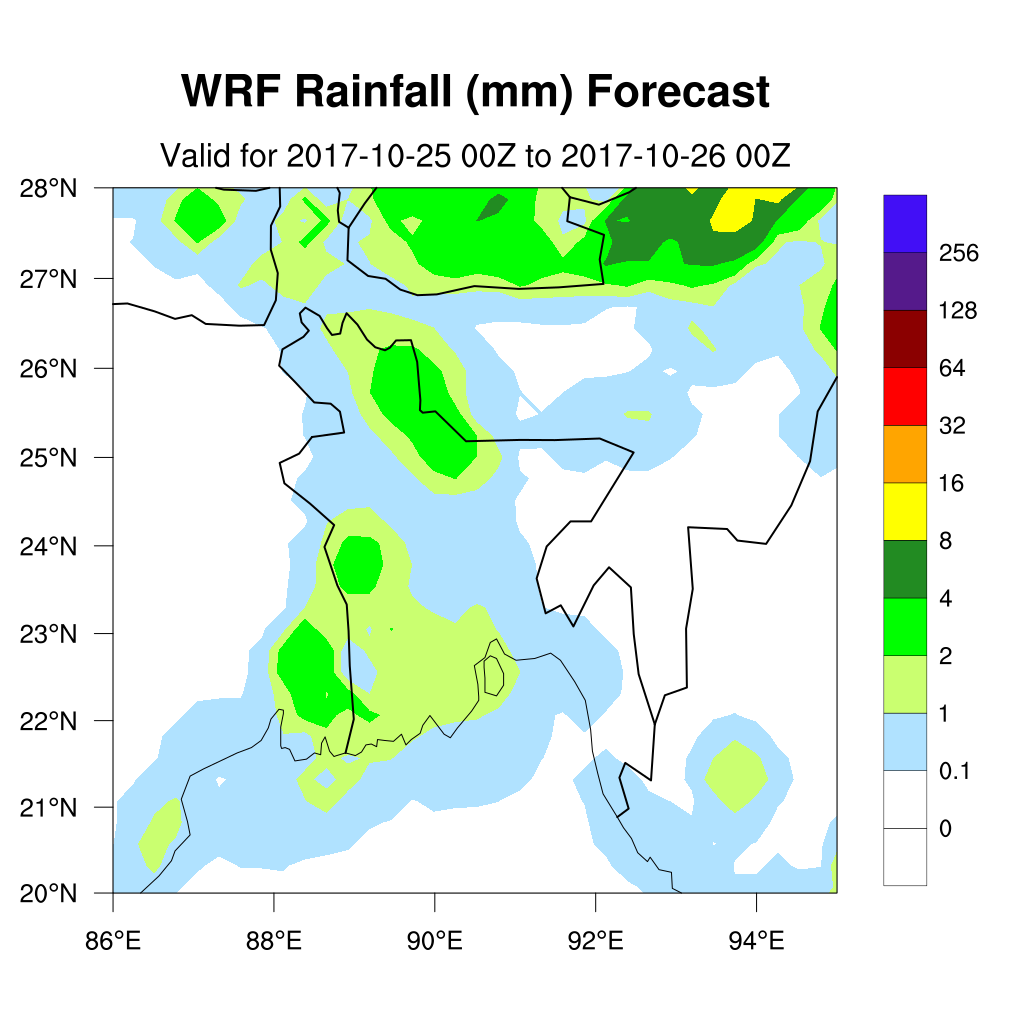 WRF Rainfall (mm) Forecast
Valid for 2017-10-25 00Z to 2017-10-26 00Z
28°N
27°N
26°N
25°N
24°N
23°N
22°N
21°N
20°N
86°E
88°E
90°E
92°E
94°E
256
128
64
32
16
8
4
2
1
0.1
0